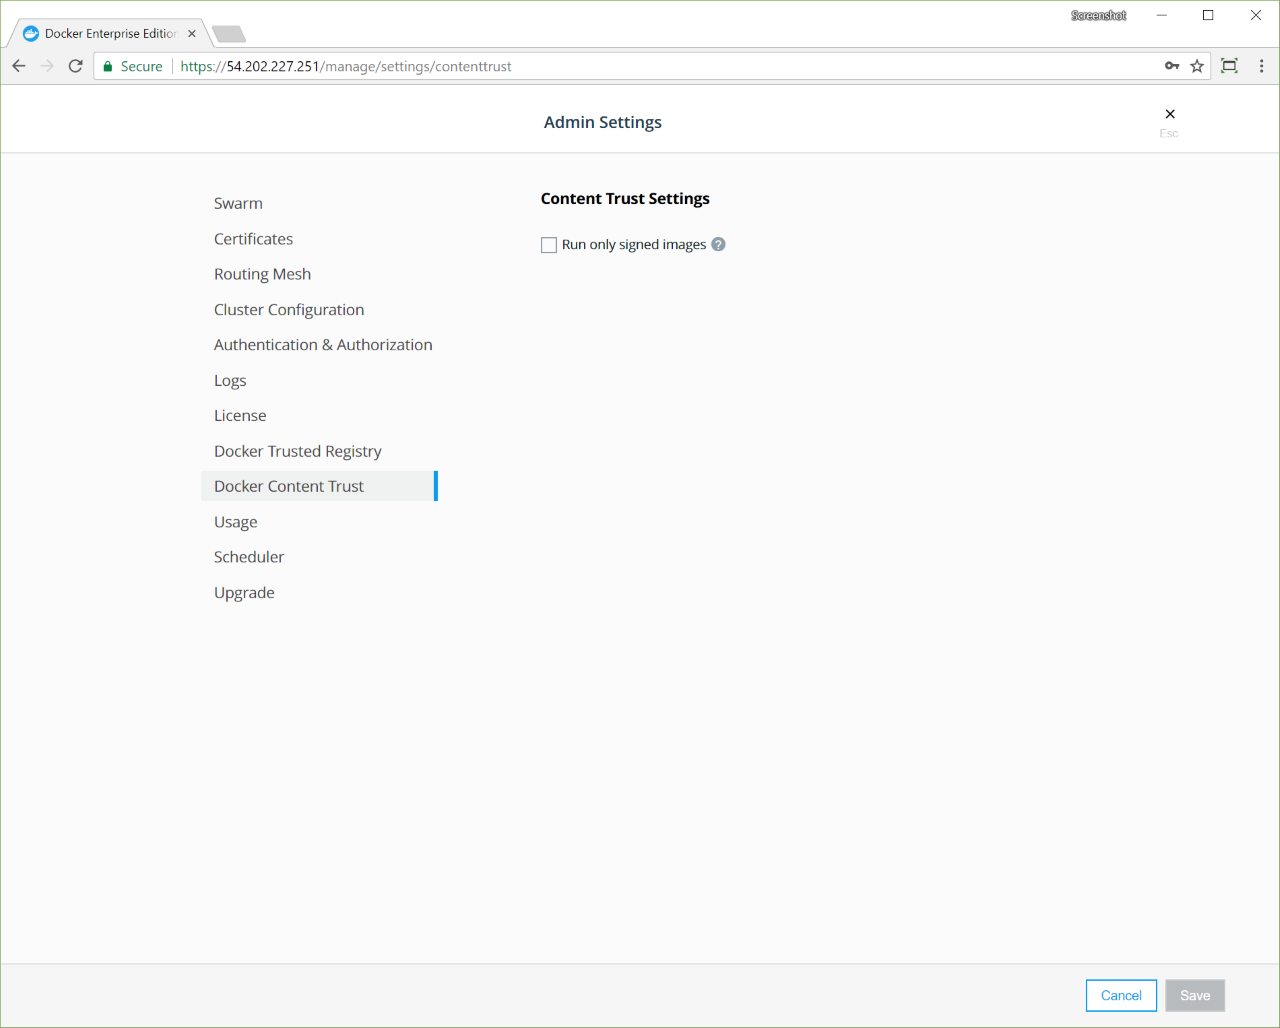 Screenshot
Docker Enterprise Edition
Secure https://54.202.227.251/manage/settings/contenttrust
Admin Settings
Esc
Swarm
Certificates
Routing Mesh
Cluster Configuration
Authentication & Authorization
Logs
License
Docker Trusted Registry
Docker Content Trust
Usage
Scheduler
Upgrade
Content Trust Settings
Run only signed images ?
Cancel
Save